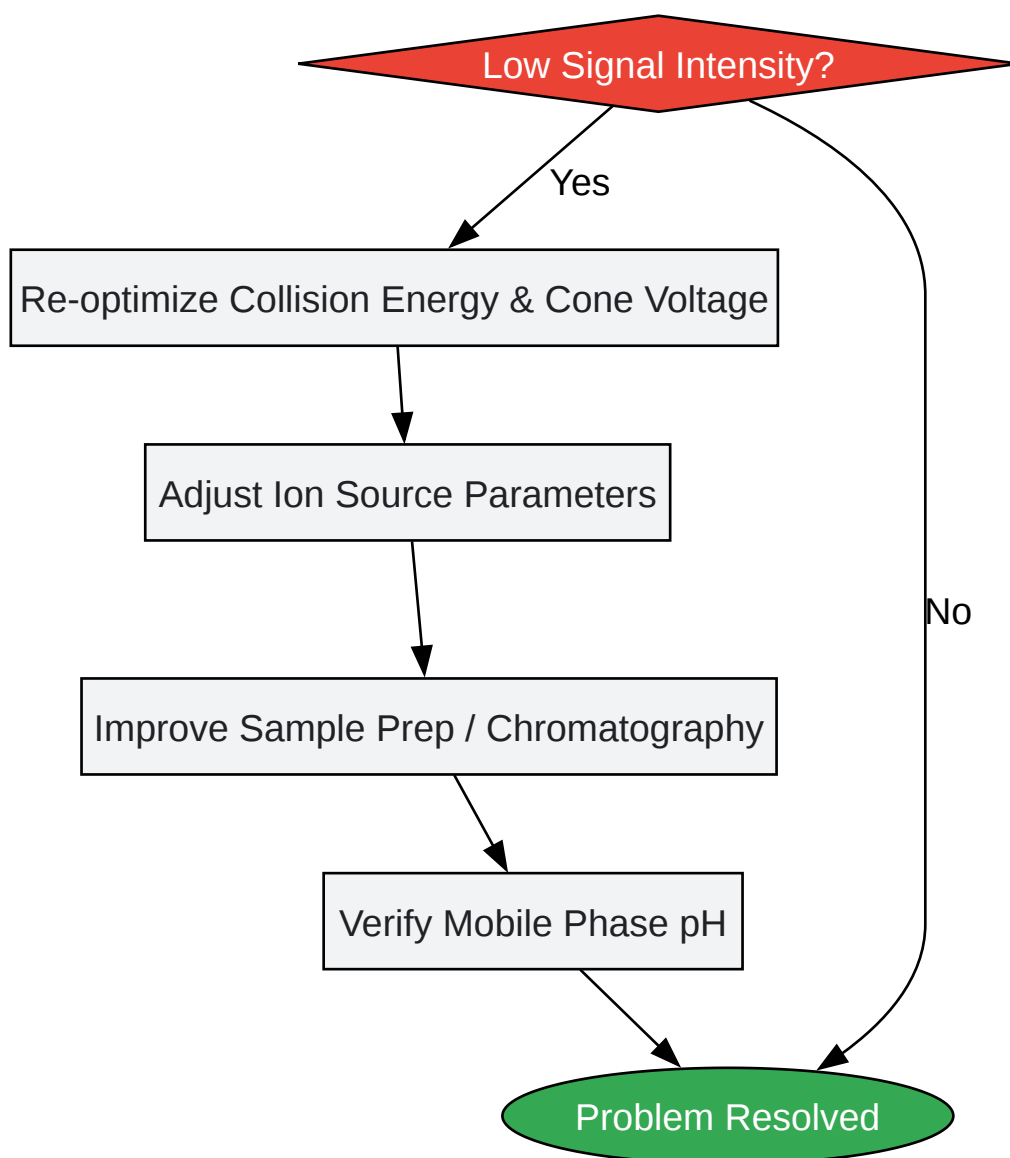 Low Signal Intensity?
Yes
Re-optimize Collision Energy & Cone Voltage
Adjust Ion Source Parameters
No
Improve Sample Prep / Chromatography
Verify Mobile Phase pH
Problem Resolved